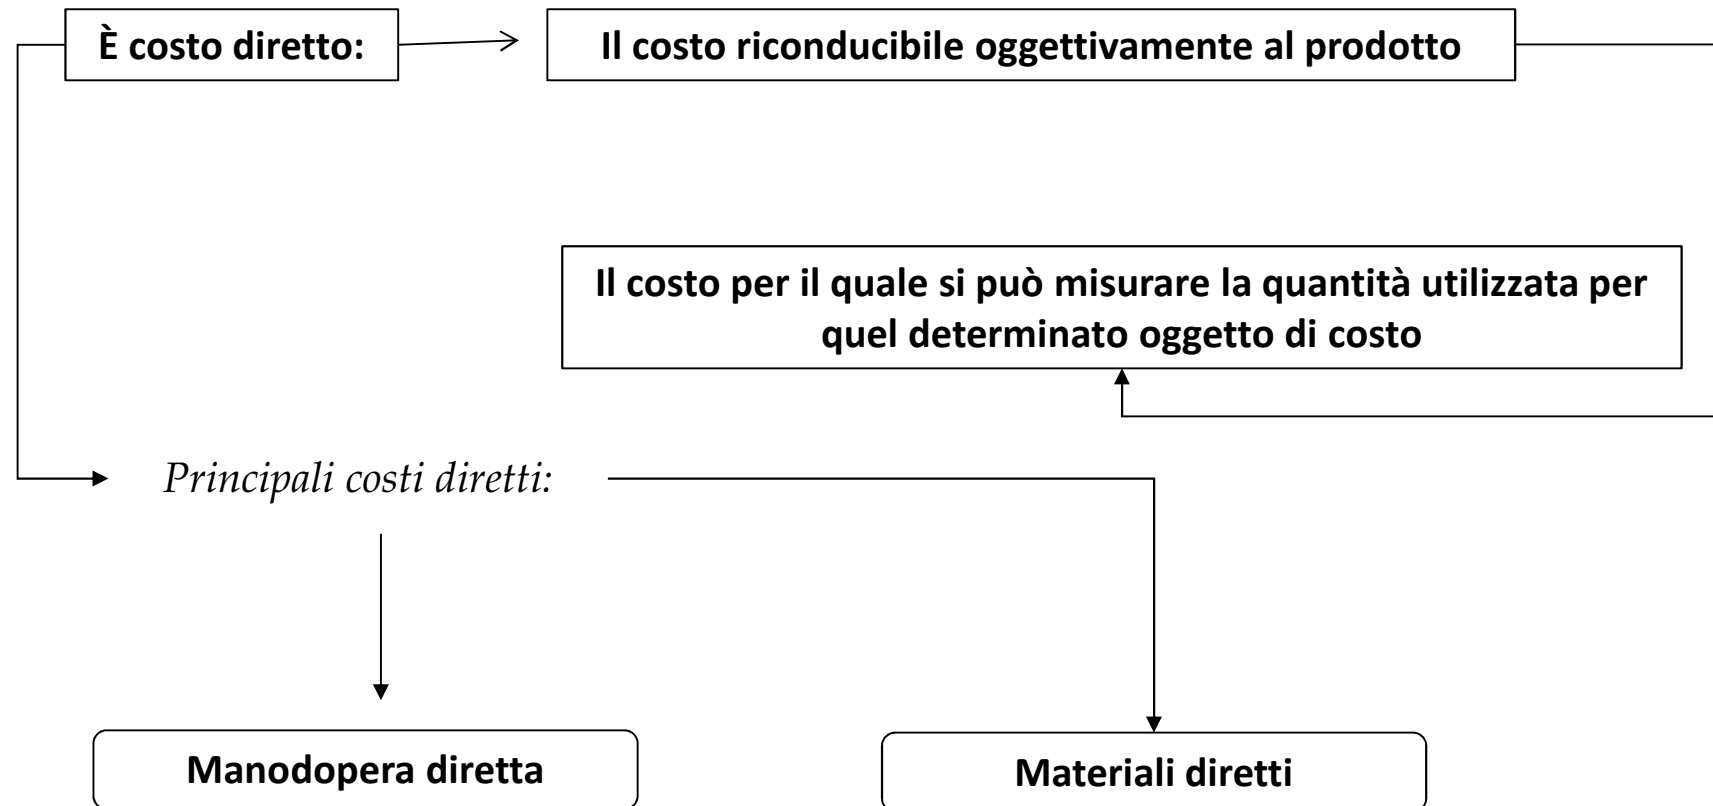 È costo diretto:
Il costo riconducibile oggettivamente al prodotto
Il costo per il quale si può misurare la quantità utilizzata per
quel determinato oggetto di costo
Principali costi diretti:
Manodopera diretta
Materiali diretti